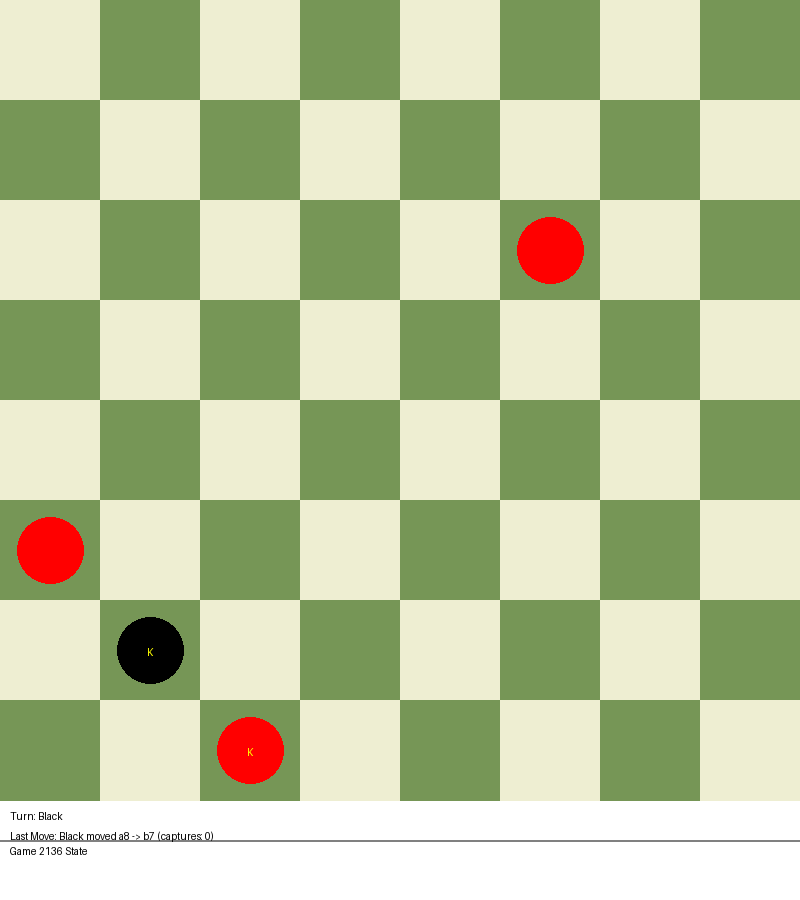 K
K
Turn: Black
Last Move: Black moved a8 -> b7 (captures: 0)
Game 2136 State